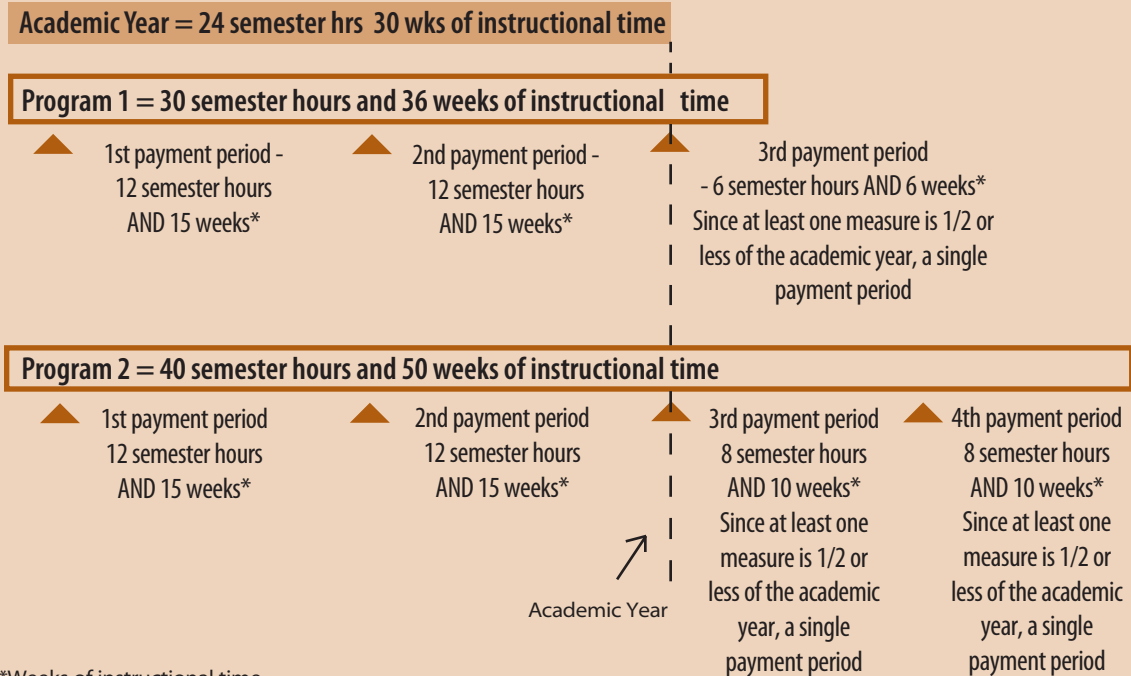 Academic Year = 24 semester hrs 30 wks of instructional time
Program 1 = 30 semester hours and 36 weeks of instructional time
1st payment period -
12 semester hours
AND 15 weeks*
2nd payment period -
12 semester hours
AND 15 weeks*
3rd payment period
- 6 semester hours AND 6 weeks*
Since at least one measure is 1/2 or
less of the academic year, a single
payment period
Program 2 = 40 semester hours and 50 weeks of instructional time
1st payment period
12 semester hours
AND 15 weeks*
2nd payment period
12 semester hours
AND 15 weeks*
3rd payment period
8 semester hours
AND 10 weeks*
Since at least one
measure is 1/2 or
less of the academic
year, a single
payment period
4th payment period
8 semester hours
AND 10 weeks*
Since at least one
measure is 1/2 or
less of the academic
year, a single
payment period
Academic Year
*Weeks of instructional time